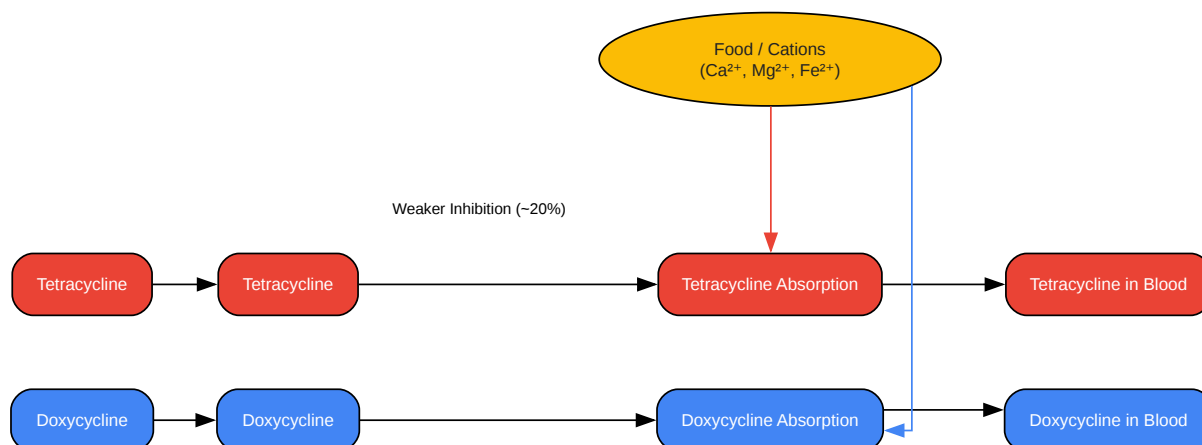 Food / Cations
(Ca²⁺, Mg²⁺, Fe²⁺)
Weaker Inhibition (~20%)
Tetracycline
Tetracycline
Tetracycline Absorption
Tetracycline in Blood
Doxycycline
Doxycycline
Doxycycline Absorption
Doxycycline in Blood